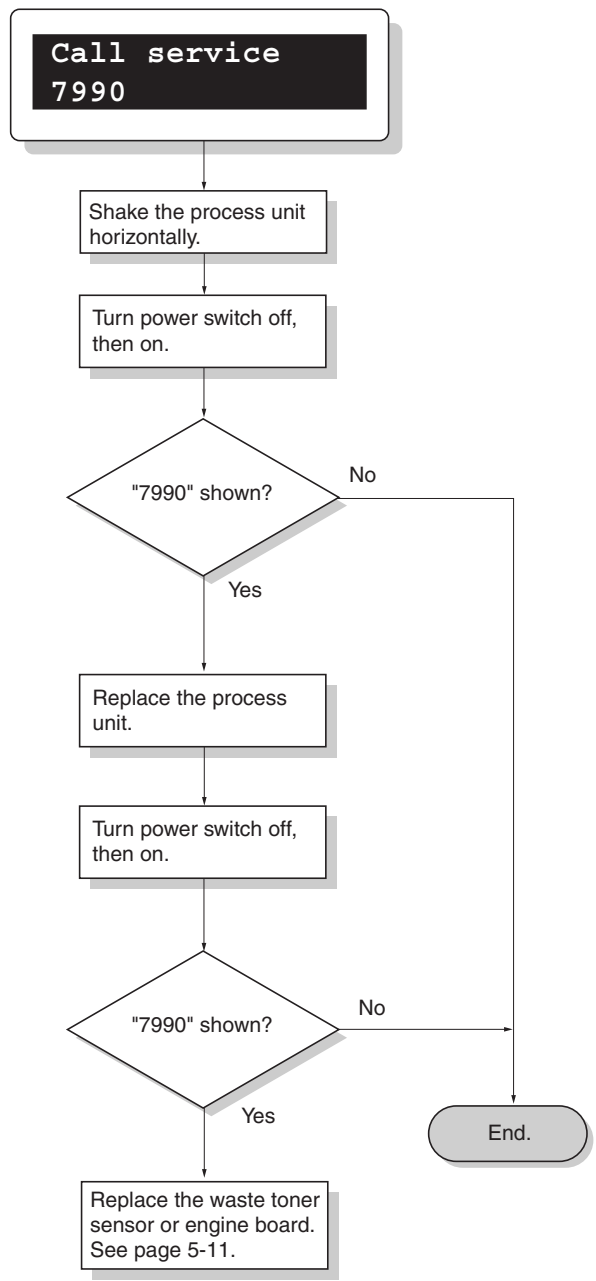 Call service
7990
Shake the process unit
horizontally.
Turn power switch off,
then on.
"7990" shown?
No
Yes
Replace the process
unit.
Turn power switch off,
then on.
"7990" shown?
No
Yes
End.
Replace the waste toner
sensor or engine board.
See page 5-11.